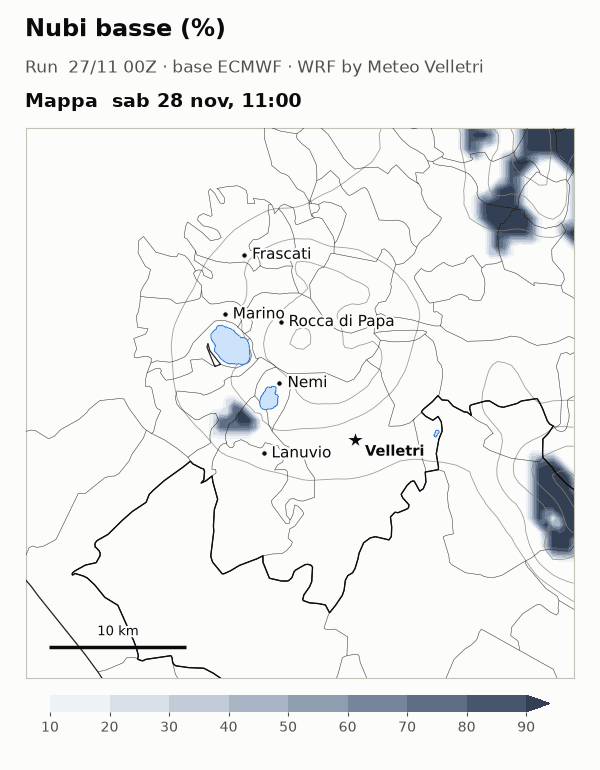 Nubi basse (%)
Run  27/11 00Z · base ECMWF · WRF by Meteo Velletri
Mappa  sab 28 nov, 11:00
Frascati
Marino
Rocca di Papa
Nemi
Velletri
Lanuvio
10 km
10 20 30 40 50 60 70 80 90